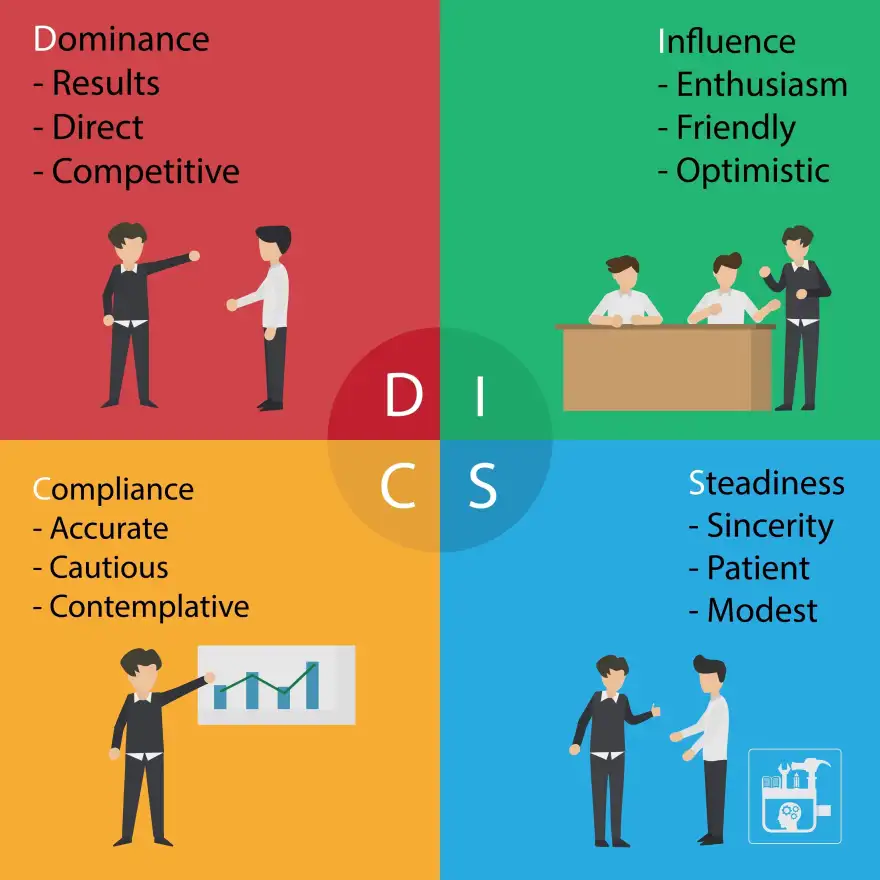 Dominance
- Results
- Direct
- Competitive
Influence
- Enthusiasm
- Friendly
- Optimistic
D I
C S
Compliance
- Accurate
- Cautious
- Contemplative
Steadiness
- Sincerity
- Patient
- Modest